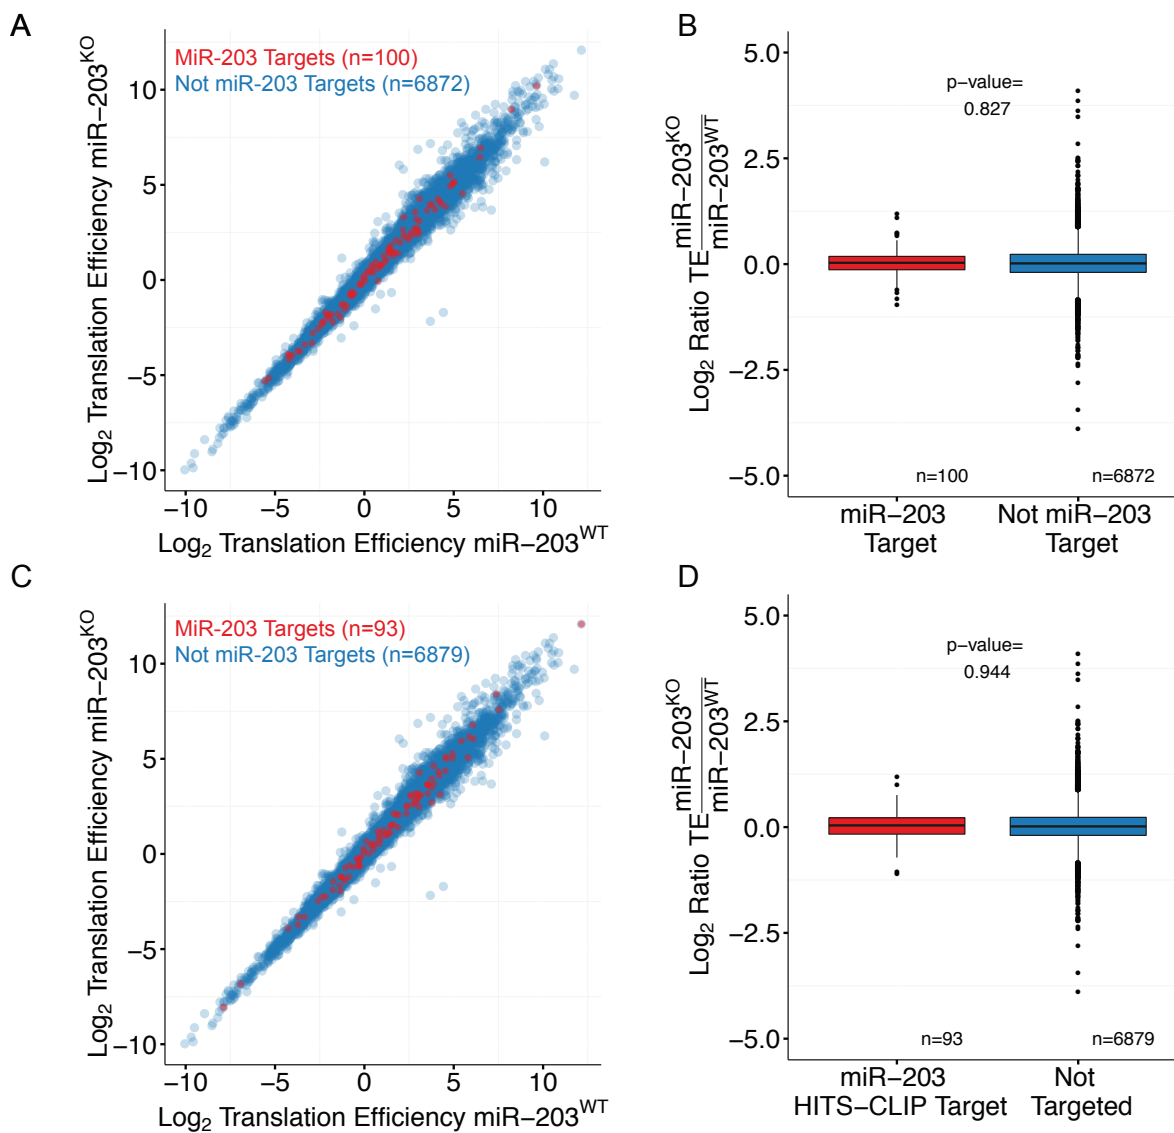 A
MiR-203 Targets (n=100)
Not miR-203 Targets (n=6872)
Log2 Translation Efficiency miR−203KO
10
5
0
−5
−10
−10 −5 0 5 10
Log2 Translation Efficiency miR−203WT
B
p−value=
0.827
Log2 Ratio TE miR−203KO
miR−203WT
5.0
2.5
0.0
−2.5
−5.0
n=100 n=6872
miR−203 Not miR−203
Target Target
C
MiR-203 Targets (n=93)
Not miR-203 Targets (n=6879)
Log2 Translation Efficiency miR−203KO
10
5
0
−5
−10
−10 −5 0 5 10
Log2 Translation Efficiency miR−203WT
D
p−value=
0.944
Log2 Ratio TE miR−203KO
miR−203WT
5.0
2.5
0.0
−2.5
−5.0
n=93 n=6879
miR−203 Not
HITS−CLIP Target Targeted